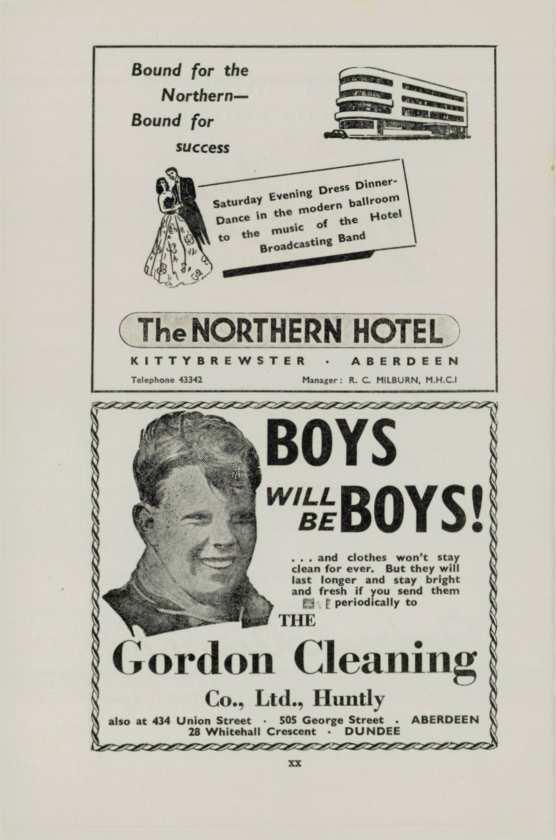 Bound for the
Northern—
Bound for
success
Saturday Evening Dress Dinner-
Dance in the modern ballroom
to the music of the Hotel
Broadcasting Band
The NORTHERN HOTEL
KITTYBREWSTER · ABERDEEN
Telephone 43342 Manager: R. C. MILBURN, M.H.C.I
BOYS
WILL
BE BOYS!
. . . and clothes won't stay
clean for ever. But they will
last longer and stay bright
and fresh if you send them
periodically to
THE
Gordon Cleaning
Co., Ltd., Huntly
also at 434 Union Street · 505 George Street . ABERDEEN
28 Whitehall Crescent · DUNDEE
xx